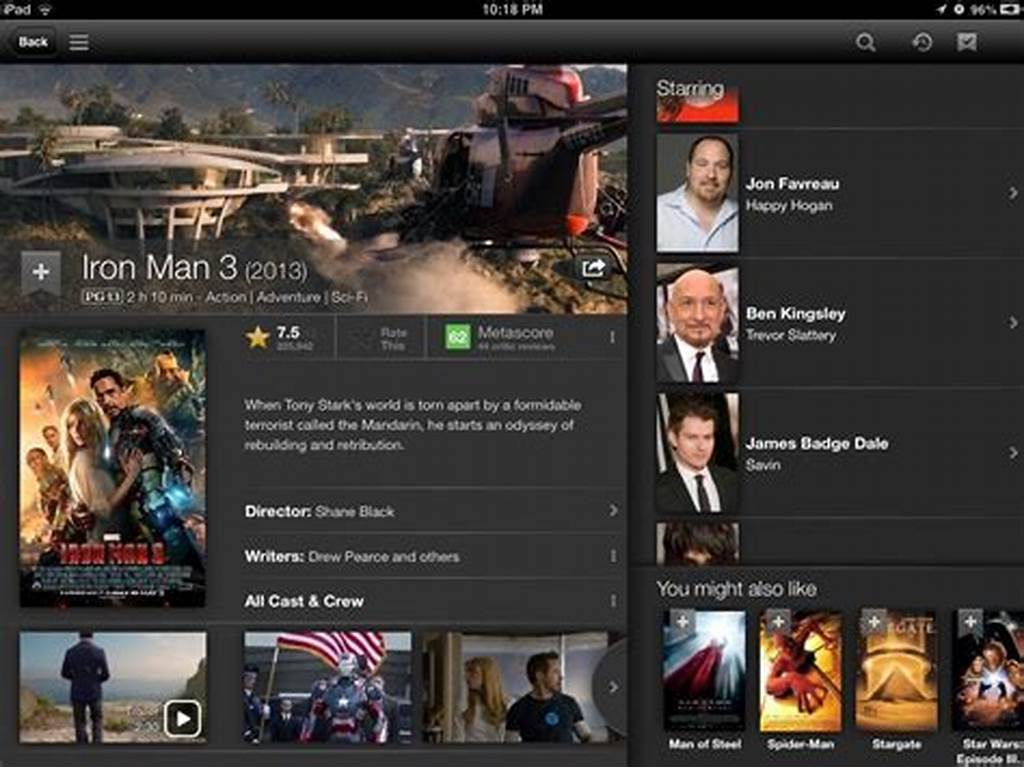 iPad
10:18 PM
96%
Back
Iron Man 3 (2013)
PG 13 2 h 10 min - Action | Adventure | Sci-Fi
7.5
Rate
This
62
Metascore
44 critic reviews
When Tony Stark's world is torn apart by a formidable
terrorist called the Mandarin, he starts an odyssey of
rebuilding and retribution.
Director: Shane Black
Writers: Drew Pearce and others
All Cast & Crew
MARVEL
IRON MAN 3
Starring
Jon Favreau
Happy Hogan
Ben Kingsley
Trevor Slattery
James Badge Dale
Savin
You might also like
STARGATE
Man of Steel
Spider-Man
Stargate
Star Wars:
Episode III..